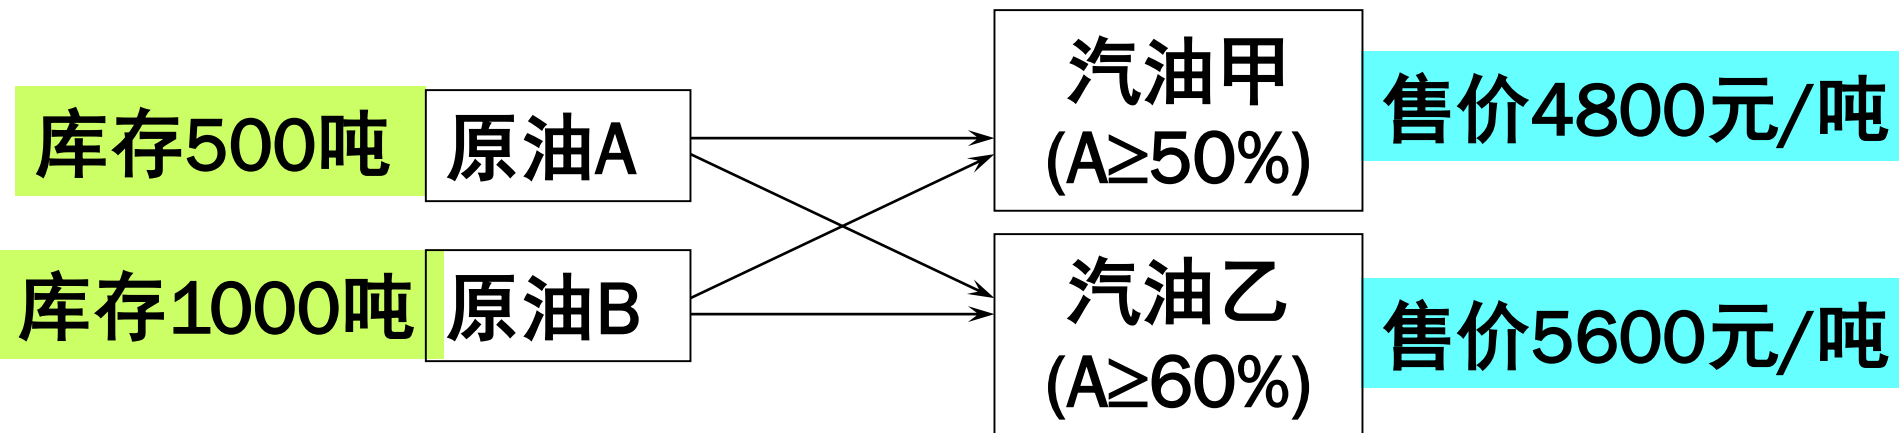 库存500吨
原油A
汽油甲
(A≥50%)
售价4800元/吨
库存1000吨
原油B
汽油乙
(A≥60%)
售价5600元/吨